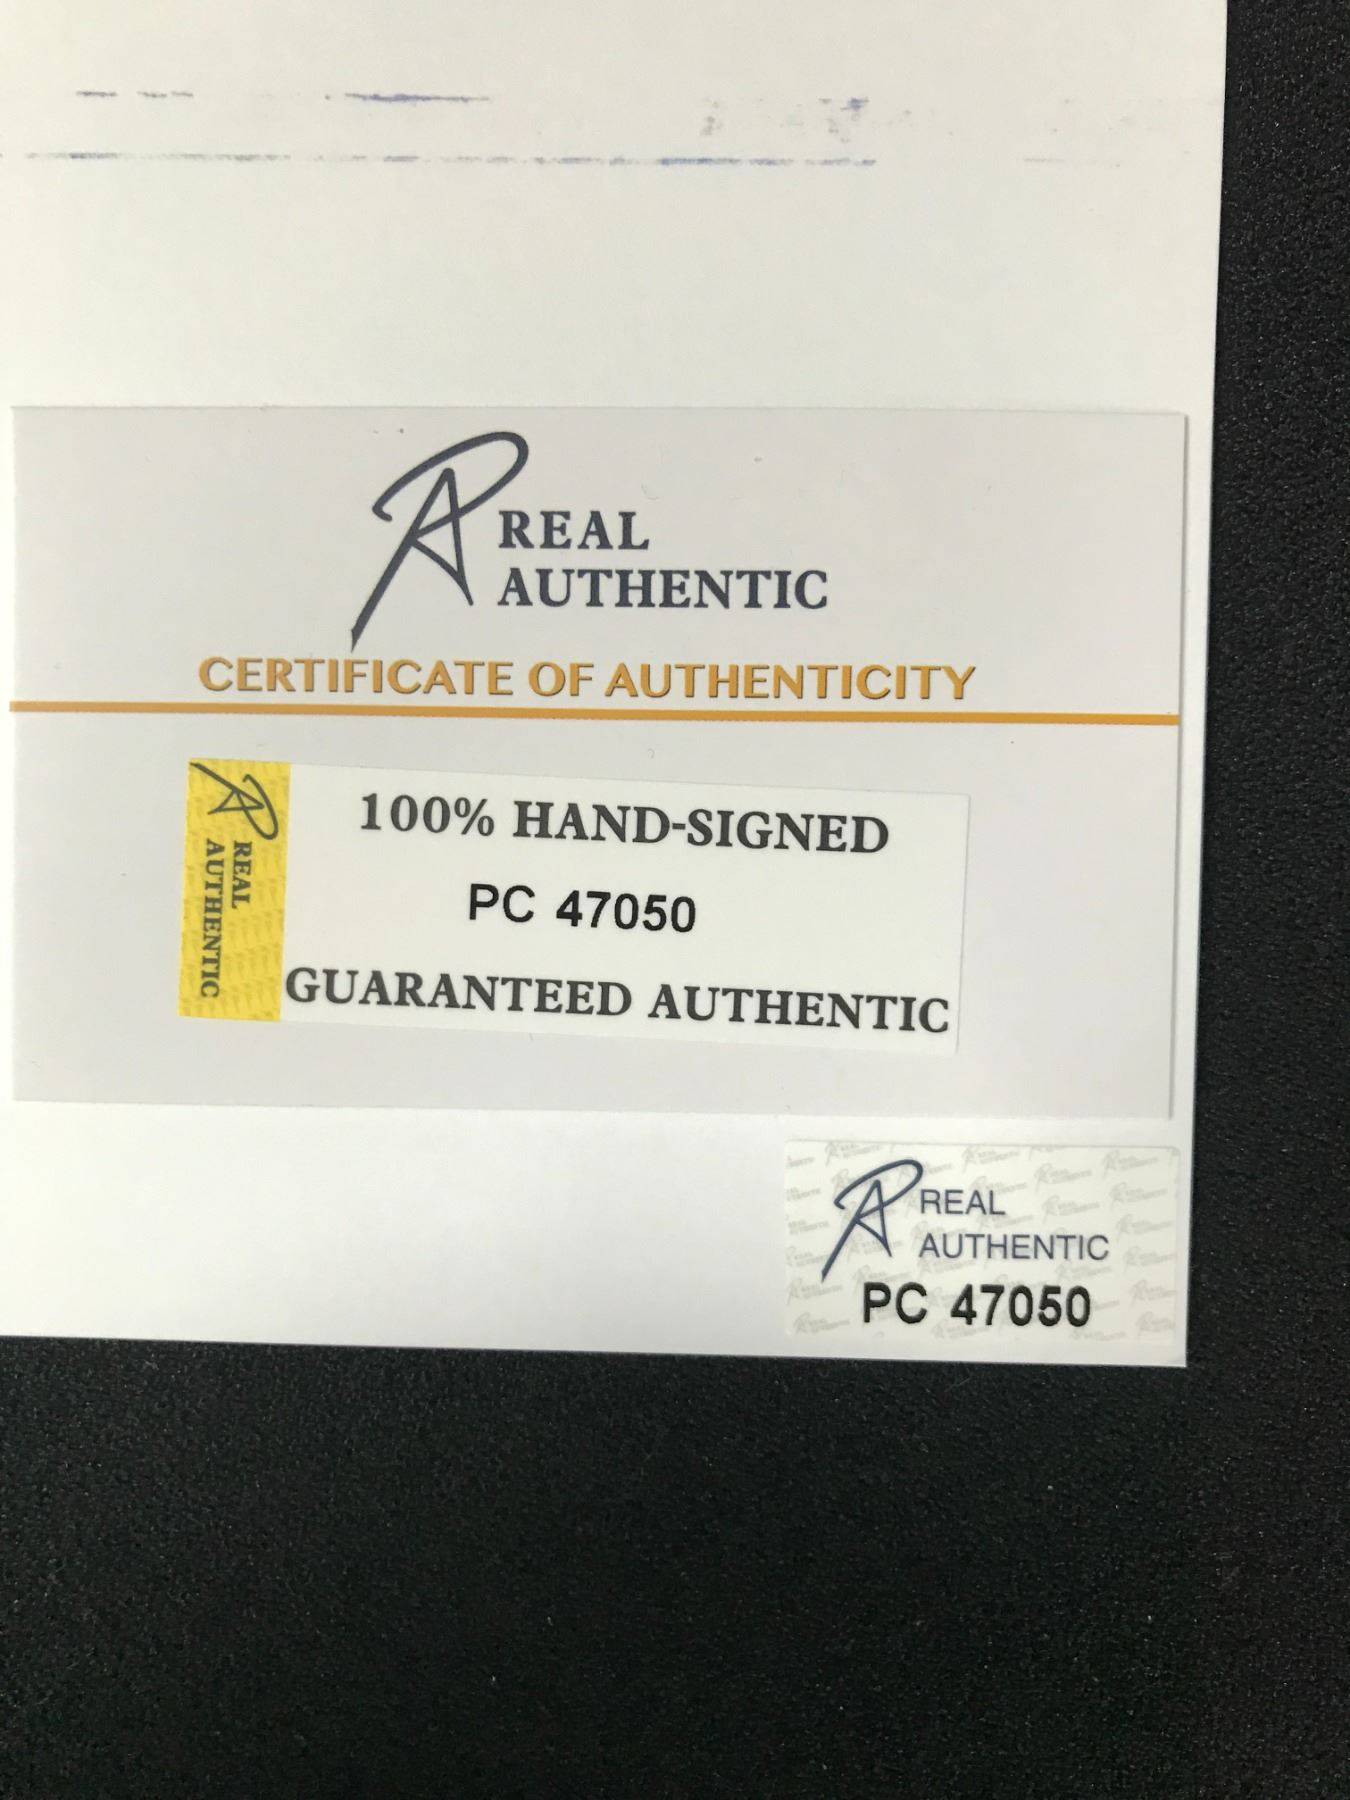 REAL
AUTHENTIC
CERTIFICATE OF AUTHENTICITY
REAL
AUTHENTIC
100% HAND-SIGNED
PC 47050
GUARANTEED AUTHENTIC
REAL
AUTHENTIC
PC 47050